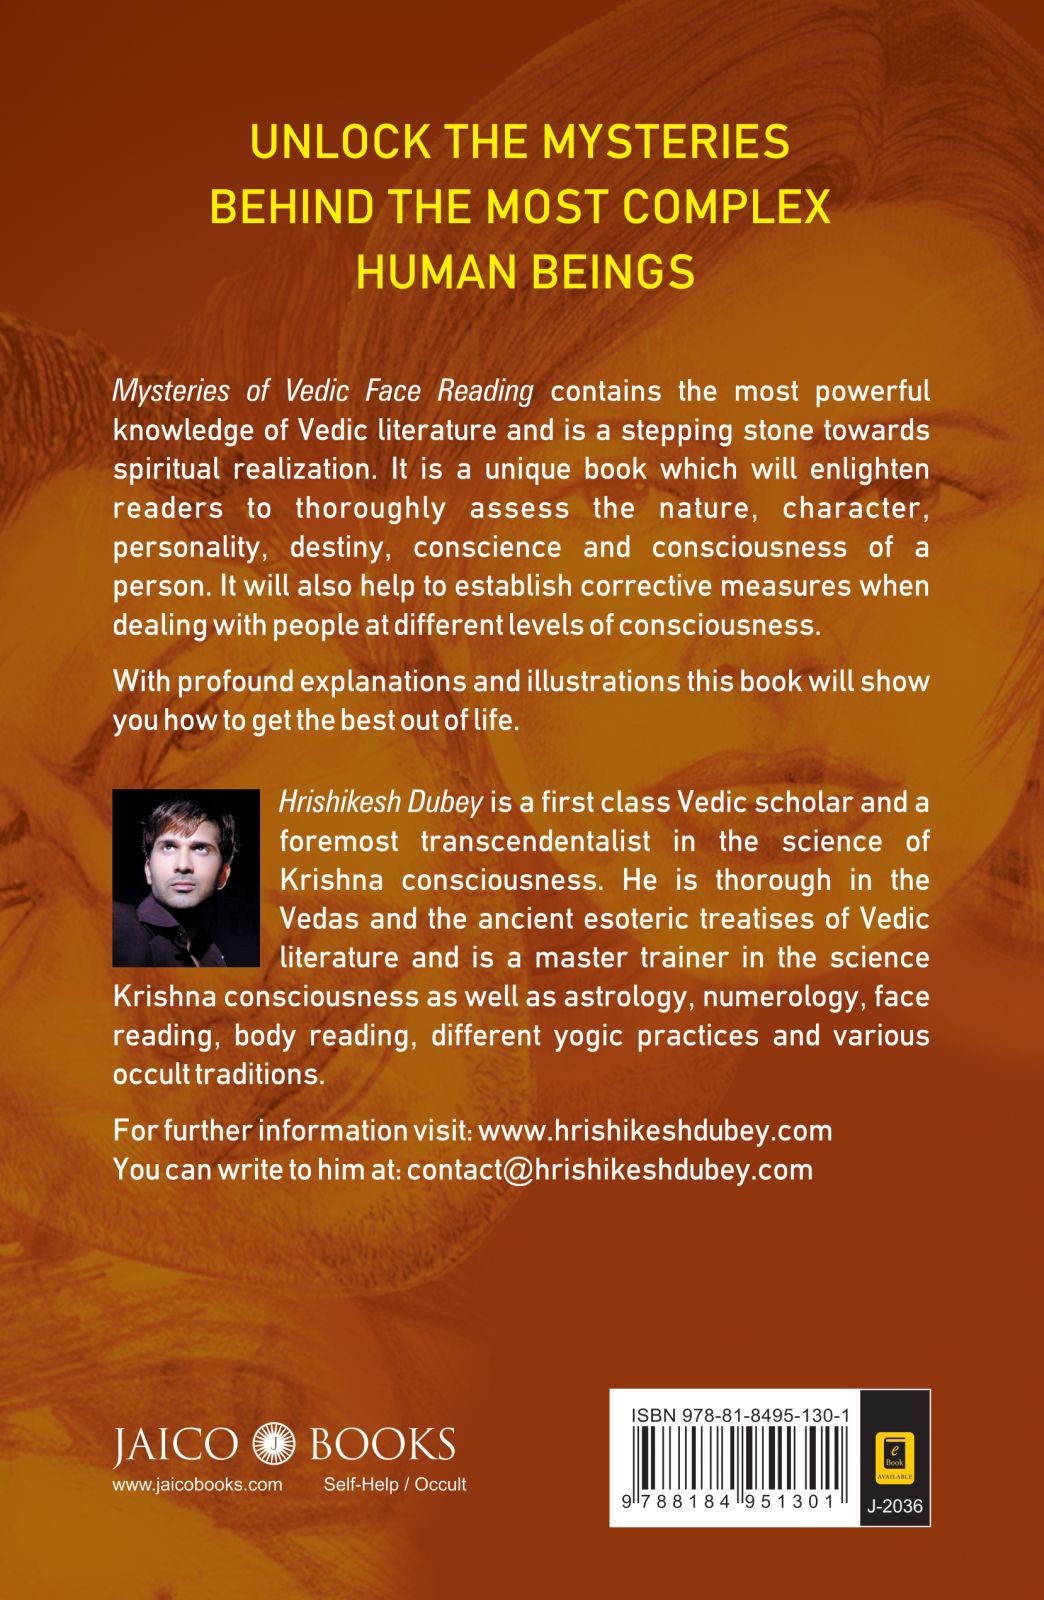 UNLOCK THE MYSTERIES
BEHIND THE MOST COMPLEX
HUMAN BEINGS
Mysteries of Vedic Face Reading contains the most powerful
knowledge of Vedic literature and is a stepping stone towards
spiritual realization. It is a unique book which will enlighten
readers to thoroughly assess the nature, character,
personality, destiny, conscience and consciousness of a
person. It will also help to establish corrective measures when
dealing with people at different levels of consciousness.
With profound explanations and illustrations this book will show
you how to get the best out of life.
Hrishikesh Dubey is a first class Vedic scholar and a
foremost transcendentalist in the science of
Krishna consciousness. He is thorough in the
Vedas and the ancient esoteric treatises of Vedic
literature and is a master trainer in the science
Krishna consciousness as well as astrology, numerology, face
reading, body reading, different yogic practices and various
occult traditions.
For further information visit: www.hrishikeshdubey.com
You can write to him at: contact@hrishikeshdubey.com
JAICO J BOOKS
www.jaicobooks.com Self-Help / Occult
ISBN 978-81-8495-130-1
9 788184 951301
e
Book
AVAILABLE
J-2036